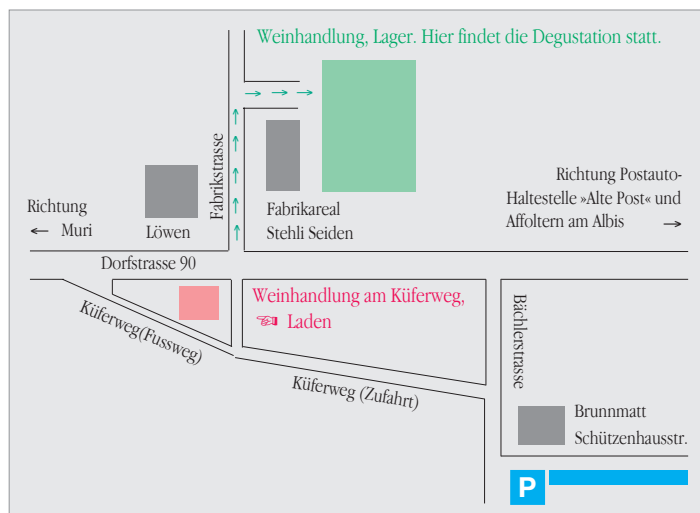 Weinhandlung, Lager. Hier findet die Degustation statt.
Fabrikstrasse
Richtung
Muri
Löwen
Fabrikareal
Stehli Seiden
Richtung Postauto-
Haltestelle »Alte Post« und
Affoltern am Albis
Dorfstrasse 90
Küferweg(Fussweg)
Weinhandlung am Küferweg,
Laden
Küferweg (Zufahrt)
Bächlerstrasse
Brunnmatt
Schützenhausstr.
P